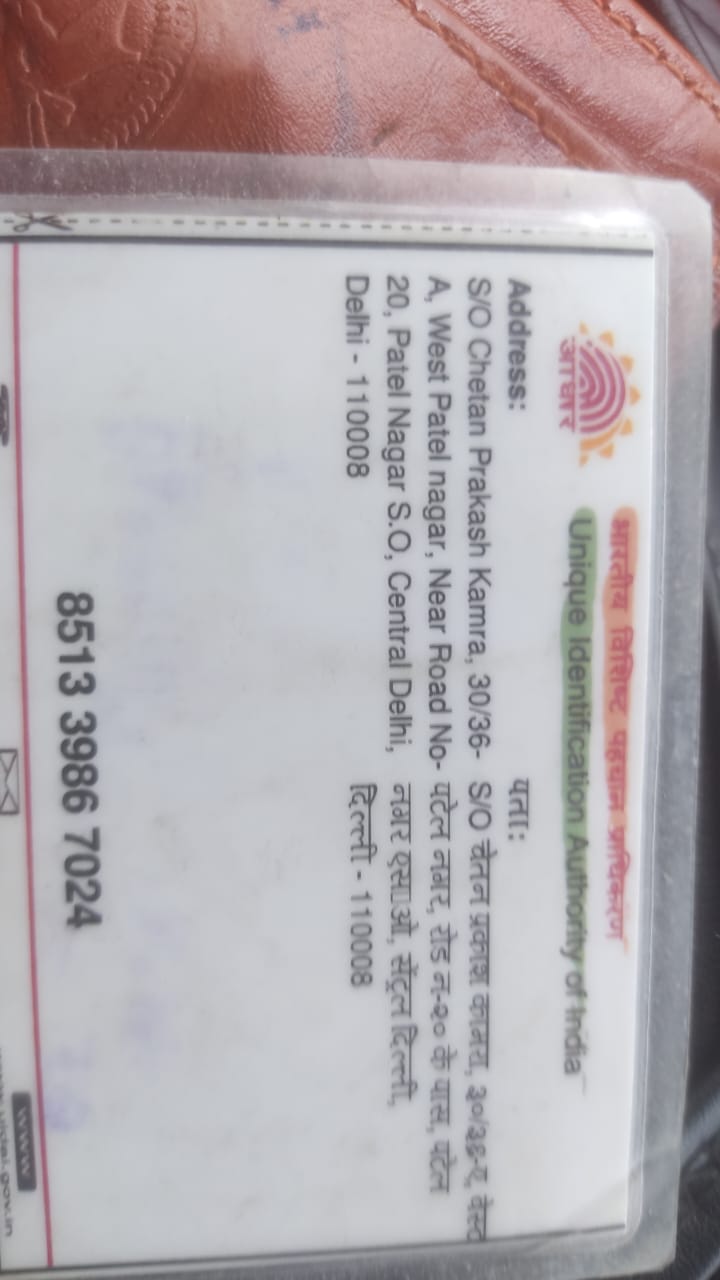 भारतीय विशिष्ट पहचान प्राधिकरण
Unique Identification Authority of India
आधार
Address:
S/O Chetan Prakash Kamra, 30/36-
A, West Patel nagar, Near Road No-
20, Patel Nagar S.O, Central Delhi,
Delhi - 110008
पता:
S/O चेतन प्रकाश कामरा, ३०/३६-ए, वेस्ट
पटेल नगर, रोड न-२० के पास, पटेल
नगर एस॰ओ, सेंट्रल दिल्ली,
दिल्ली - 110008
8513 3986 7024
www